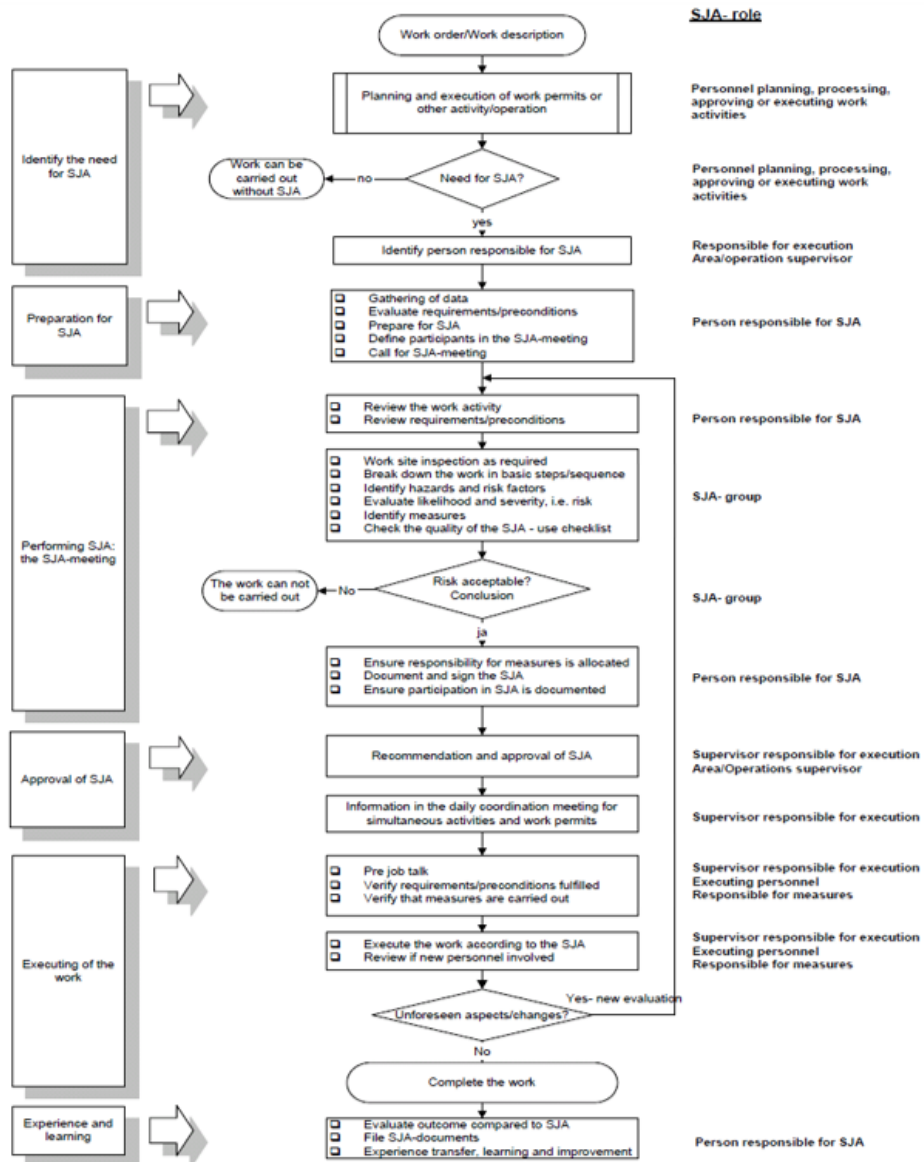 SJA- role
Work order/Work description
Identify the need
for SJA
Planning and execution of work permits or
other activity/operation
Personnel planning, processing,
approving or executing work
activities
Work can be
carried out
without SJA
no
Need for SJA?
Personnel planning, processing,
approving or executing work
activities
yes
Identify person responsible for SJA
Responsible for execution
Area/operation supervisor
Preparation for
SJA
Gathering of data
Evaluate requirements/preconditions
Prepare for SJA
Define participants in the SJA-meeting
Call for SJA-meeting
Person responsible for SJA
Performing SJA:
the SJA-meeting
Review the work activity
Review requirements/preconditions
Person responsible for SJA
Work site inspection as required
Break down the work in basic steps/sequence
Identify hazards and risk factors
Evaluate likelihood and severity, i.e. risk
Identify measures
Check the quality of the SJA - use checklist
SJA- group
The work can not
be carried out
No
Risk acceptable?
Conclusion
SJA- group
ja
Ensure responsibility for measures is allocated
Document and sign the SJA
Ensure participation in SJA is documented
Person responsible for SJA
Approval of SJA
Recommendation and approval of SJA
Supervisor responsible for execution
Area/Operations supervisor
Information in the daily coordination meeting for
simultaneous activities and work permits
Supervisor responsible for execution
Executing of the
work
Pre job talk
Verify requirements/preconditions fulfilled
Verify that measures are carried out
Supervisor responsible for execution
Executing personnel
Responsible for measures
Execute the work according to the SJA
Review if new personnel involved
Supervisor responsible for execution
Executing personnel
Responsible for measures
Yes- new evaluation
Unforeseen aspects/changes?
No
Complete the work
Experience and
learning
Evaluate outcome compared to SJA
File SJA-documents
Experience transfer, learning and improvement
Person responsible for SJA